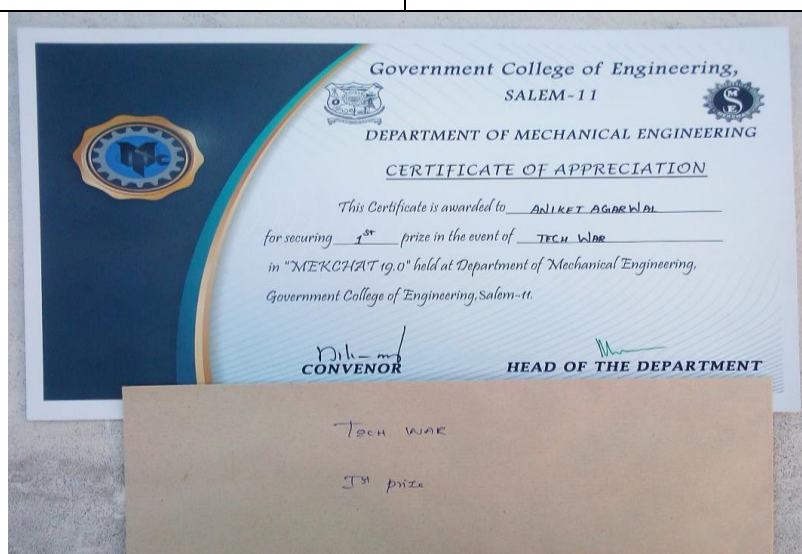 Government College of Engineering,
SALEM-11
DEPARTMENT OF MECHANICAL ENGINEERING
CERTIFICATE OF APPRECIATION
This Certificate is awarded to ANIKET AGARWAL
for securing 1st prize in the event of TECH WAR
in "MEKCHAT 19.0" held at Department of Mechanical Engineering,
Government College of Engineering, Salem-11.
CONVENOR HEAD OF THE DEPARTMENT
TECH WAR
Ist prize